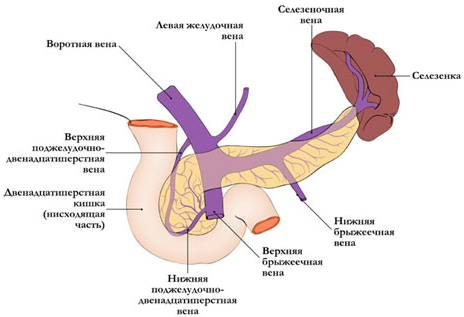 Селезеночная
вена
Левая желудочная
вена
Воротная вена
Селезенка
Верхняя
поджелудочно-
двенадцатиперстная
вена
Двенадцатиперстная
кишка
(нисходящая
часть)
Нижняя
брыжеечная
вена
Верхняя
брыжеечная
вена
Нижняя
поджелудочно-
двенадцатиперстная
вена